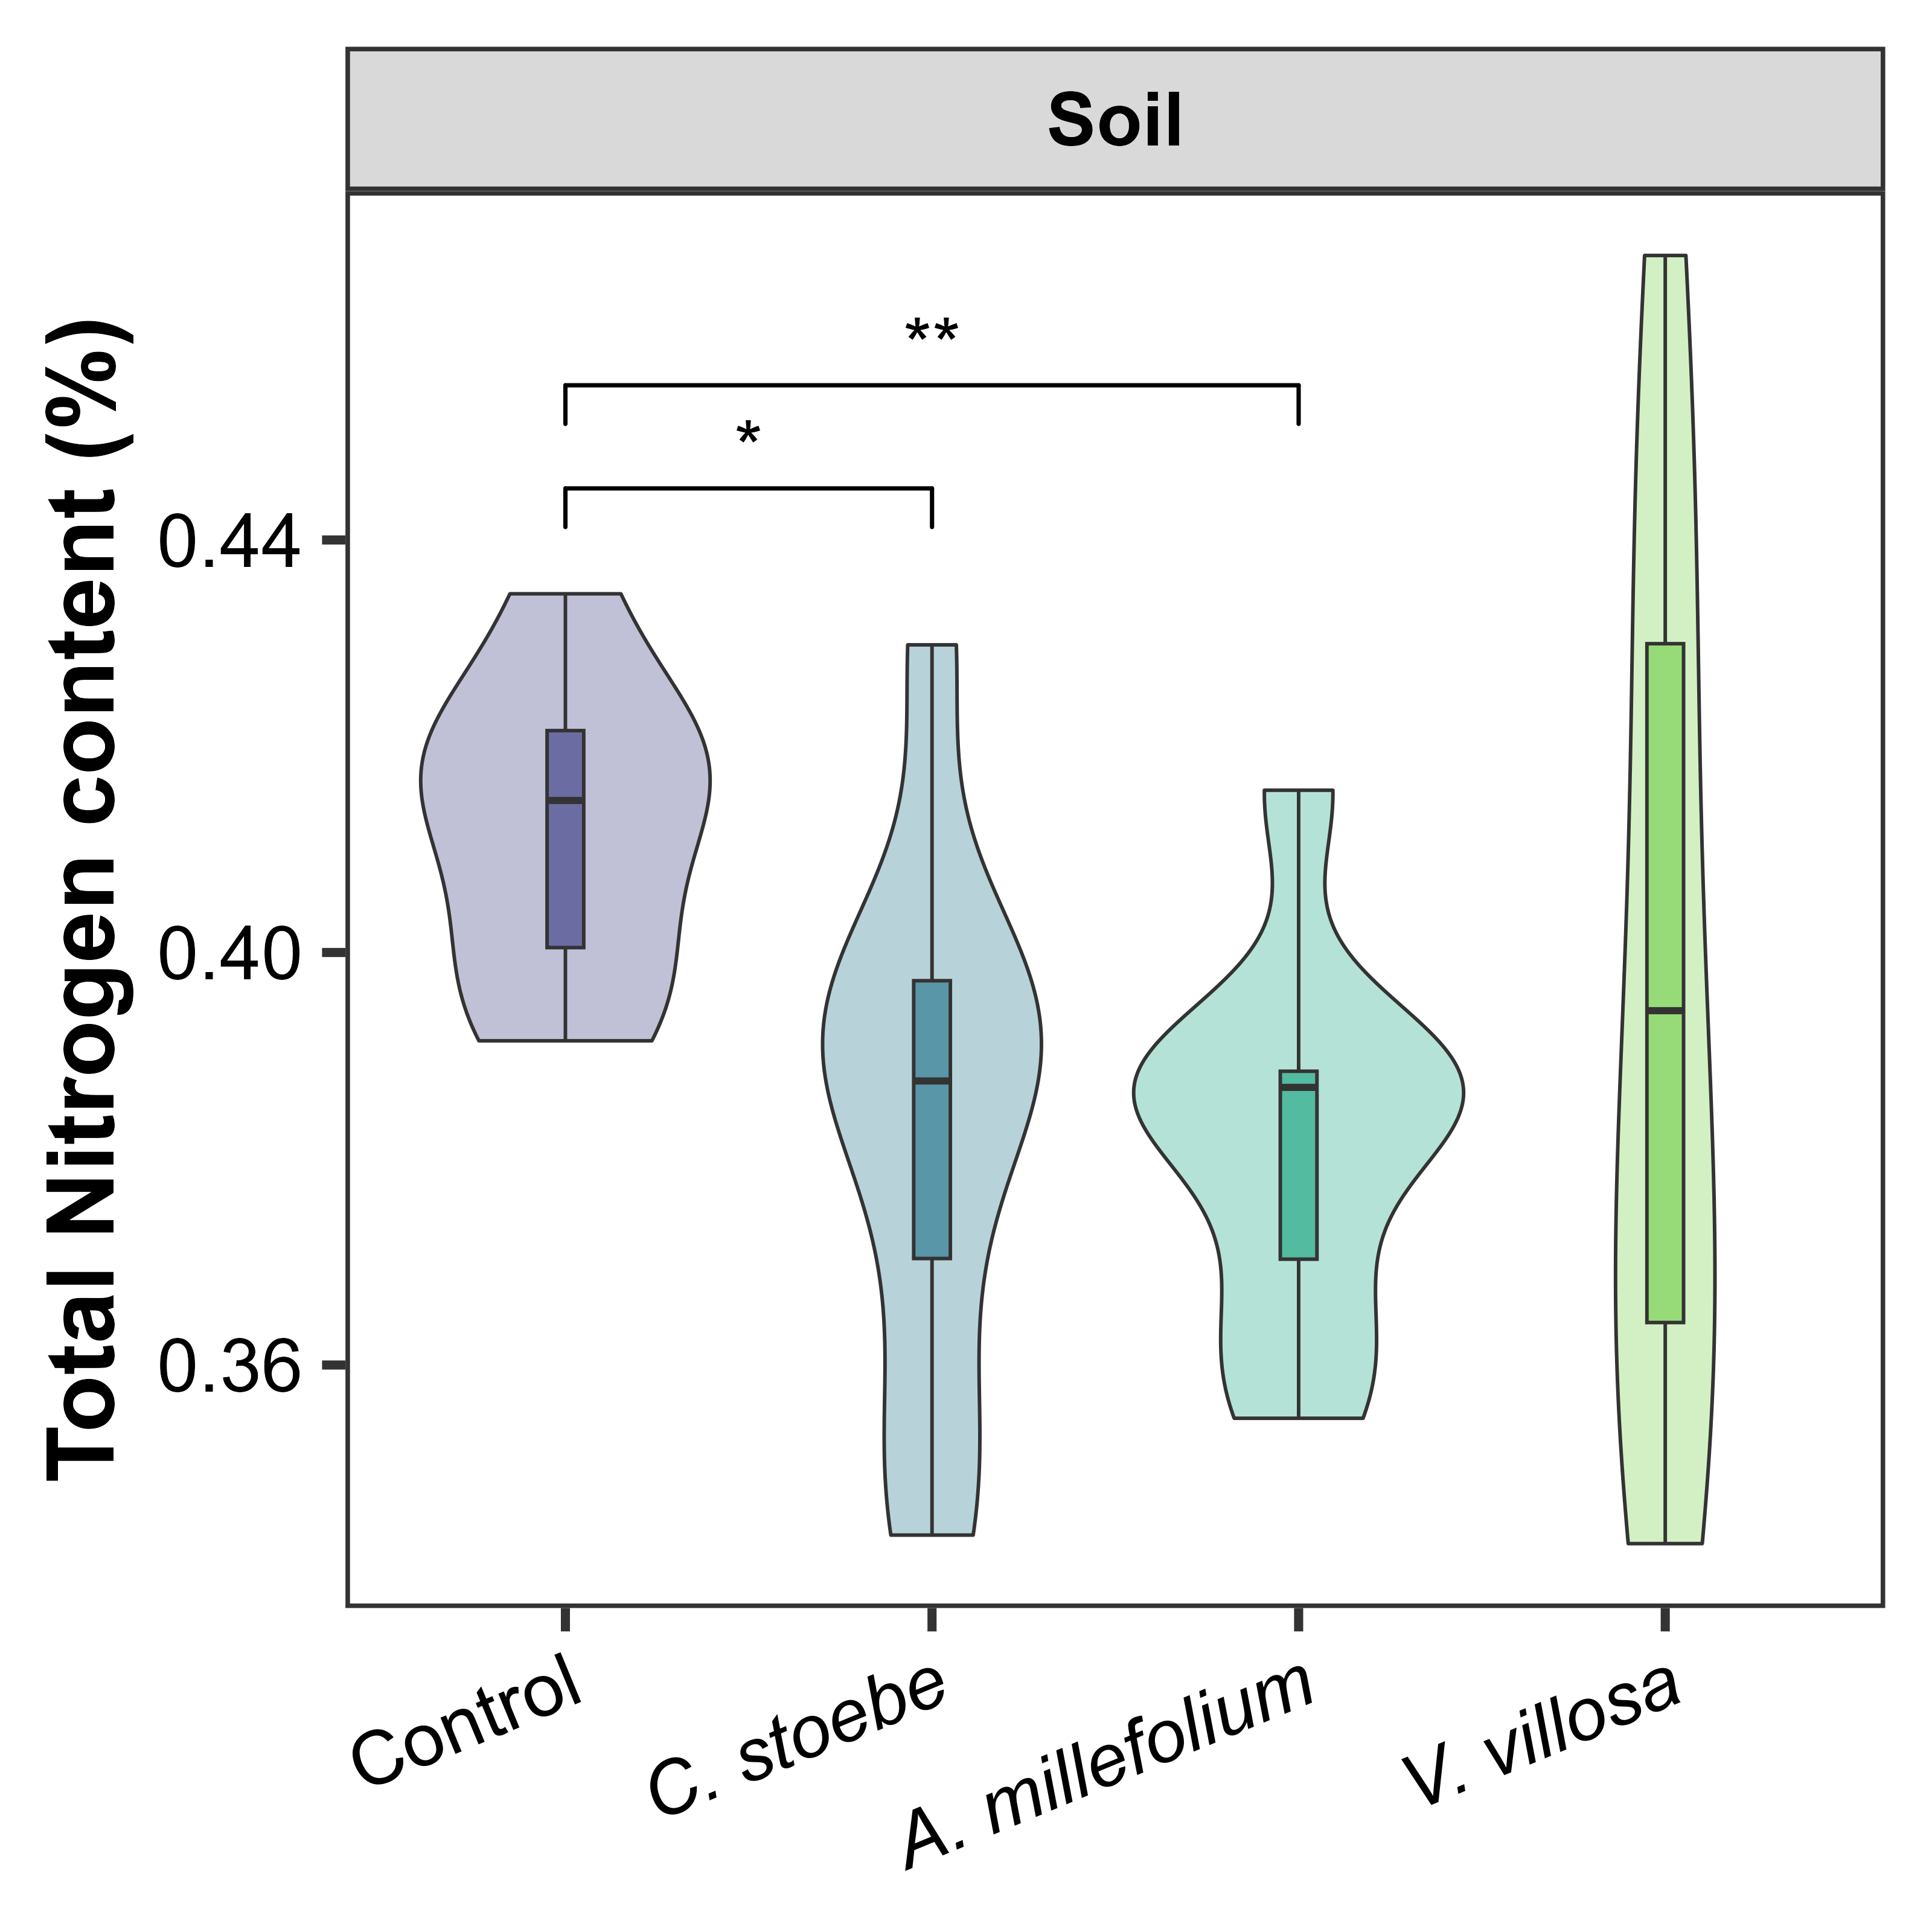 Soil
Total Nitrogen content (%)
**
*
0.44
0.40
0.36
Control
C. stoebe
A. millefolium
V. villosa